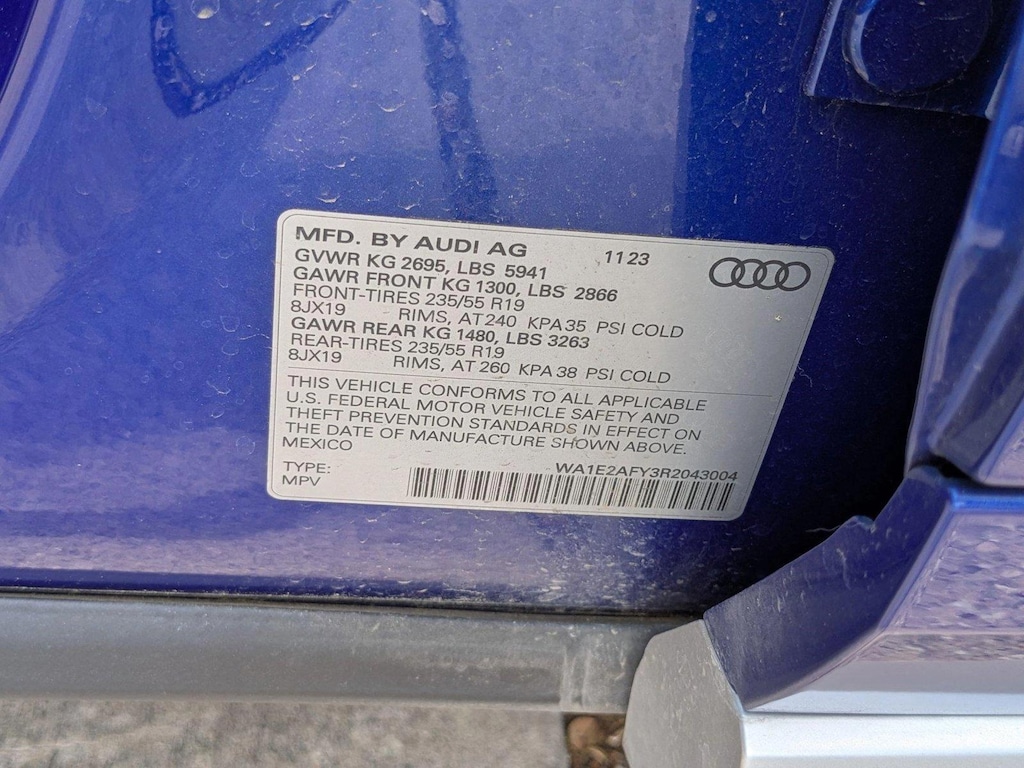 MFD. BY AUDI AG 1123
GVWR KG 2695, LBS 5941
GAWR FRONT KG 1300, LBS 2866
FRONT-TIRES 235/55 R19
8JX19 RIMS, AT 240 KPA 35 PSI COLD
GAWR REAR KG 1480, LBS 3263
REAR-TIRES 235/55 R19
8JX19 RIMS, AT 260 KPA 38 PSI COLD
THIS VEHICLE CONFORMS TO ALL APPLICABLE
U.S. FEDERAL MOTOR VEHICLE SAFETY AND
THEFT PREVENTION STANDARDS IN EFFECT ON
THE DATE OF MANUFACTURE SHOWN ABOVE.
MEXICO
TYPE: WA1E2AFY3R2043004
MPV